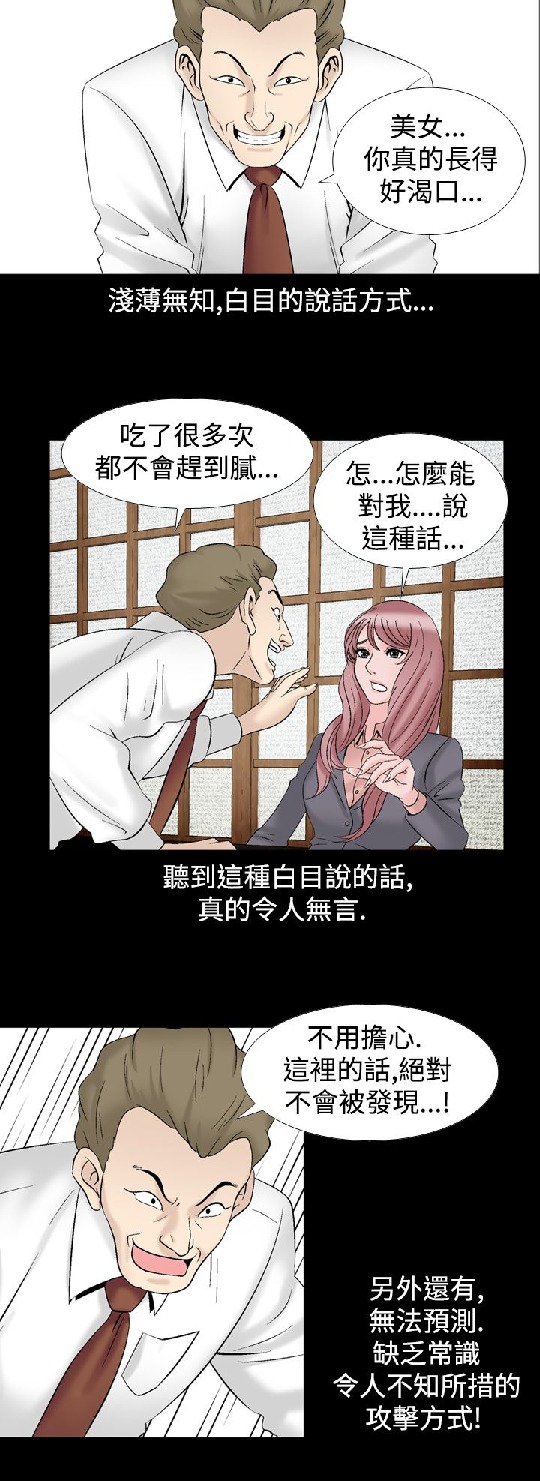 美女...
你真的長得
好渴口...
淺薄無知,白目的說話方式...
吃了很多次
都不會趕到膩...
怎...怎麼能
對我....說
這種話...
聽到這種白目說的話,
真的令人無言.
不用擔心.
這裡的話,絕對
不會被發現...!
另外還有,
無法預測.
缺乏常識
令人不知所措的
攻擊方式!